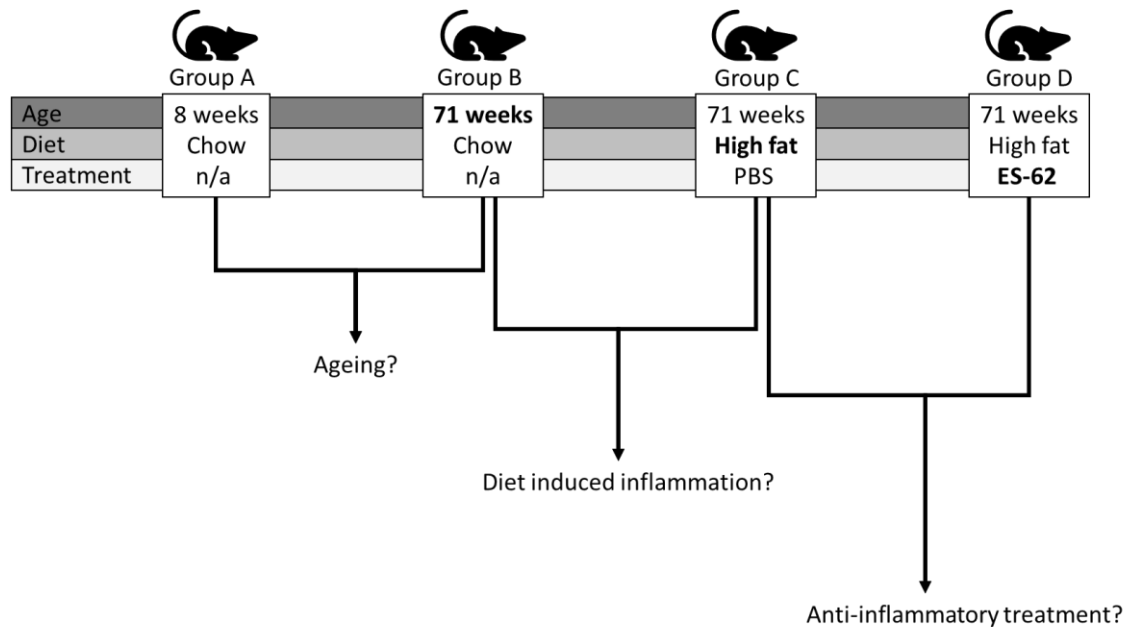 Group A Group B Group C Group D
Age 8 weeks 71 weeks 71 weeks 71 weeks
Diet Chow Chow High fat High fat
Treatment n/a n/a PBS ES-62
Ageing?
Diet induced inflammation?
Anti-inflammatory treatment?